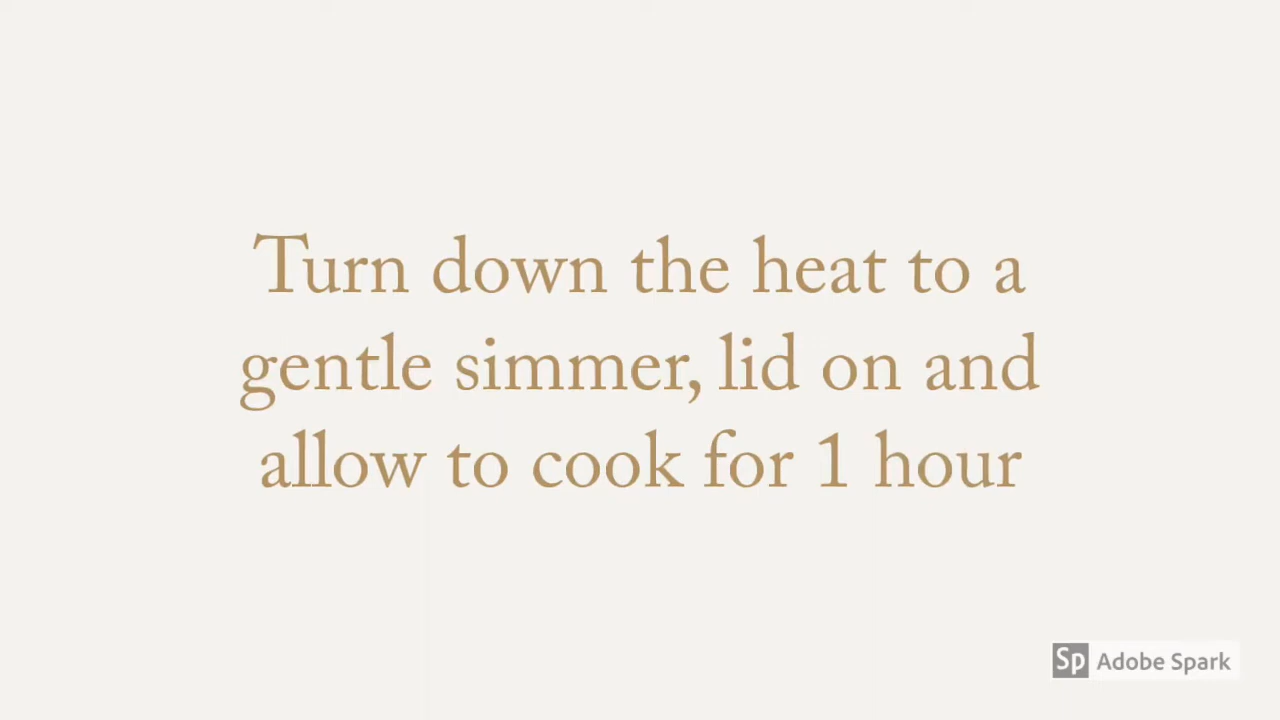 Turn down the heat to a
gentle simmer, lid on and
allow to cook for 1 hour
Sp Adobe Spark